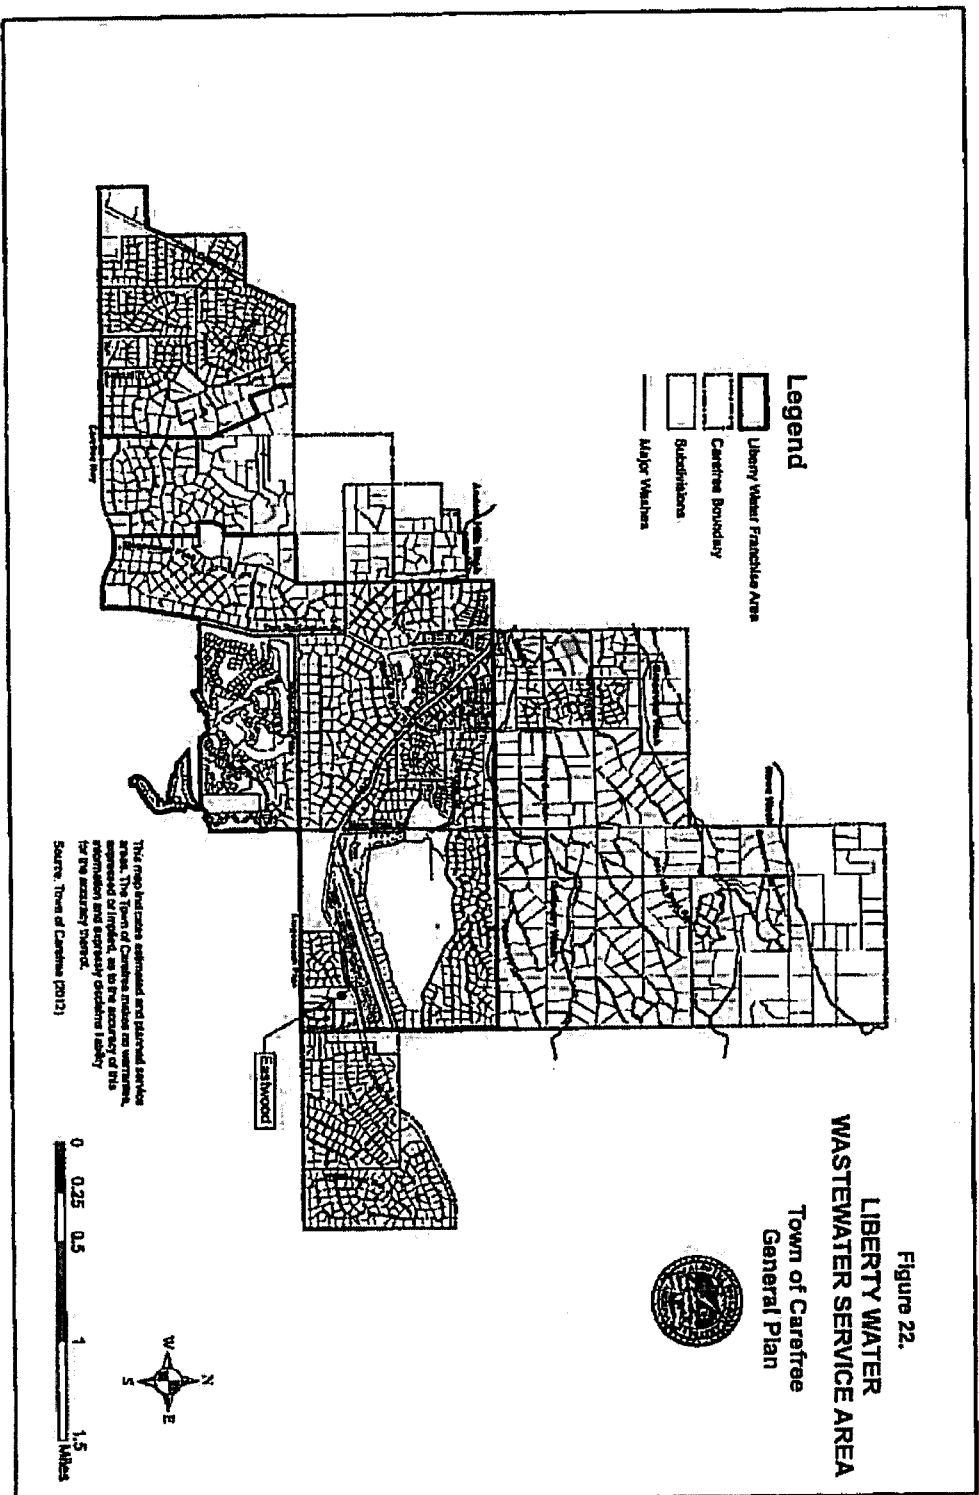 Figure 22.
LIBERTY WATER
WASTEWATER SERVICE AREA
Town of Carefree
General Plan
Legend
Liberty Water Franchise Area
Carefree Boundary
Subdivisions
Major Washes
Eastwood
This map indicates estimated and planned service
areas. The Town of Carefree makes no warranties,
expressed or implied, as to the accuracy of this
information and expressly disclaims liability
for the accuracy thereof.
Source: Town of Carefree (2012)
0 0.25 0.5 1 1.5
Miles
N
W E
S